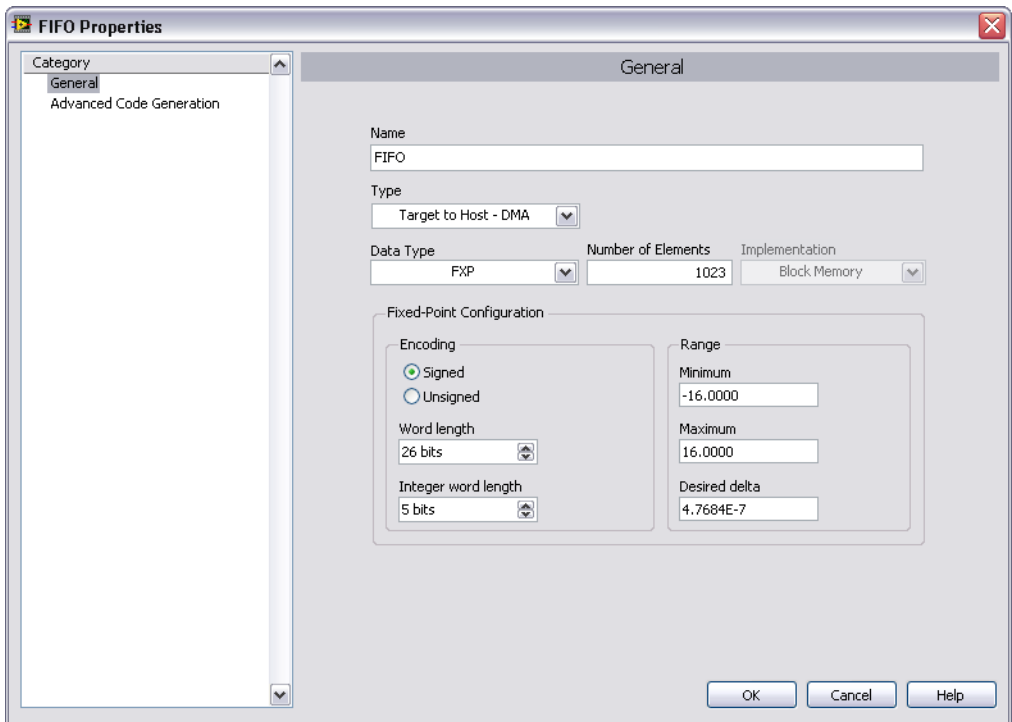 FIFO Properties
Category
General
Advanced Code Generation
General
Name
FIFO
Type
Target to Host - DMA
Data Type
Number of Elements
Implementation
FXP
1023
Block Memory
Fixed-Point Configuration
Encoding
Signed
Unsigned
Word length
26 bits
Integer word length
5 bits
Range
Minimum
-16.0000
Maximum
16.0000
Desired delta
4.7684E-7
OK
Cancel
Help